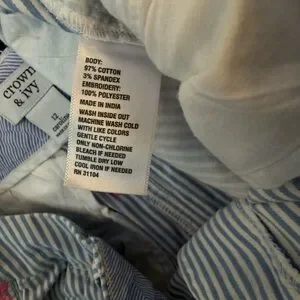 crown
& ivy
12
caroline
BODY:
97% COTTON
3% SPANDEX
EMBROIDERY:
100% POLYESTER
MADE IN INDIA
WASH INSIDE OUT
MACHINE WASH COLD
WITH LIKE COLORS
GENTLE CYCLE
ONLY NON-CHLORINE
BLEACH IF NEEDED
TUMBLE DRY LOW
COOL IRON IF NEEDED
RN 31104